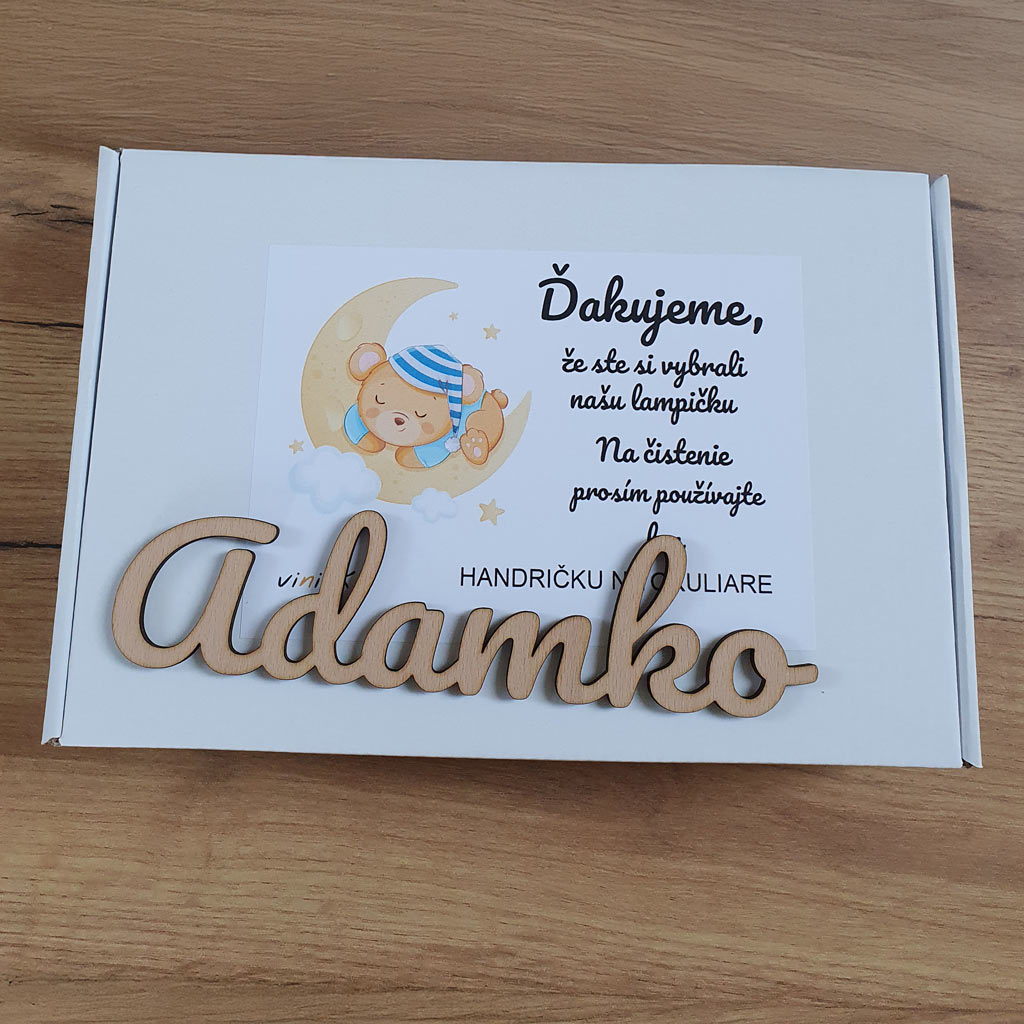 Ďakujeme,
že ste si vybrali
našu lampičku
Na čistenie
prosím používajte
HANDRIČKU
Adamko